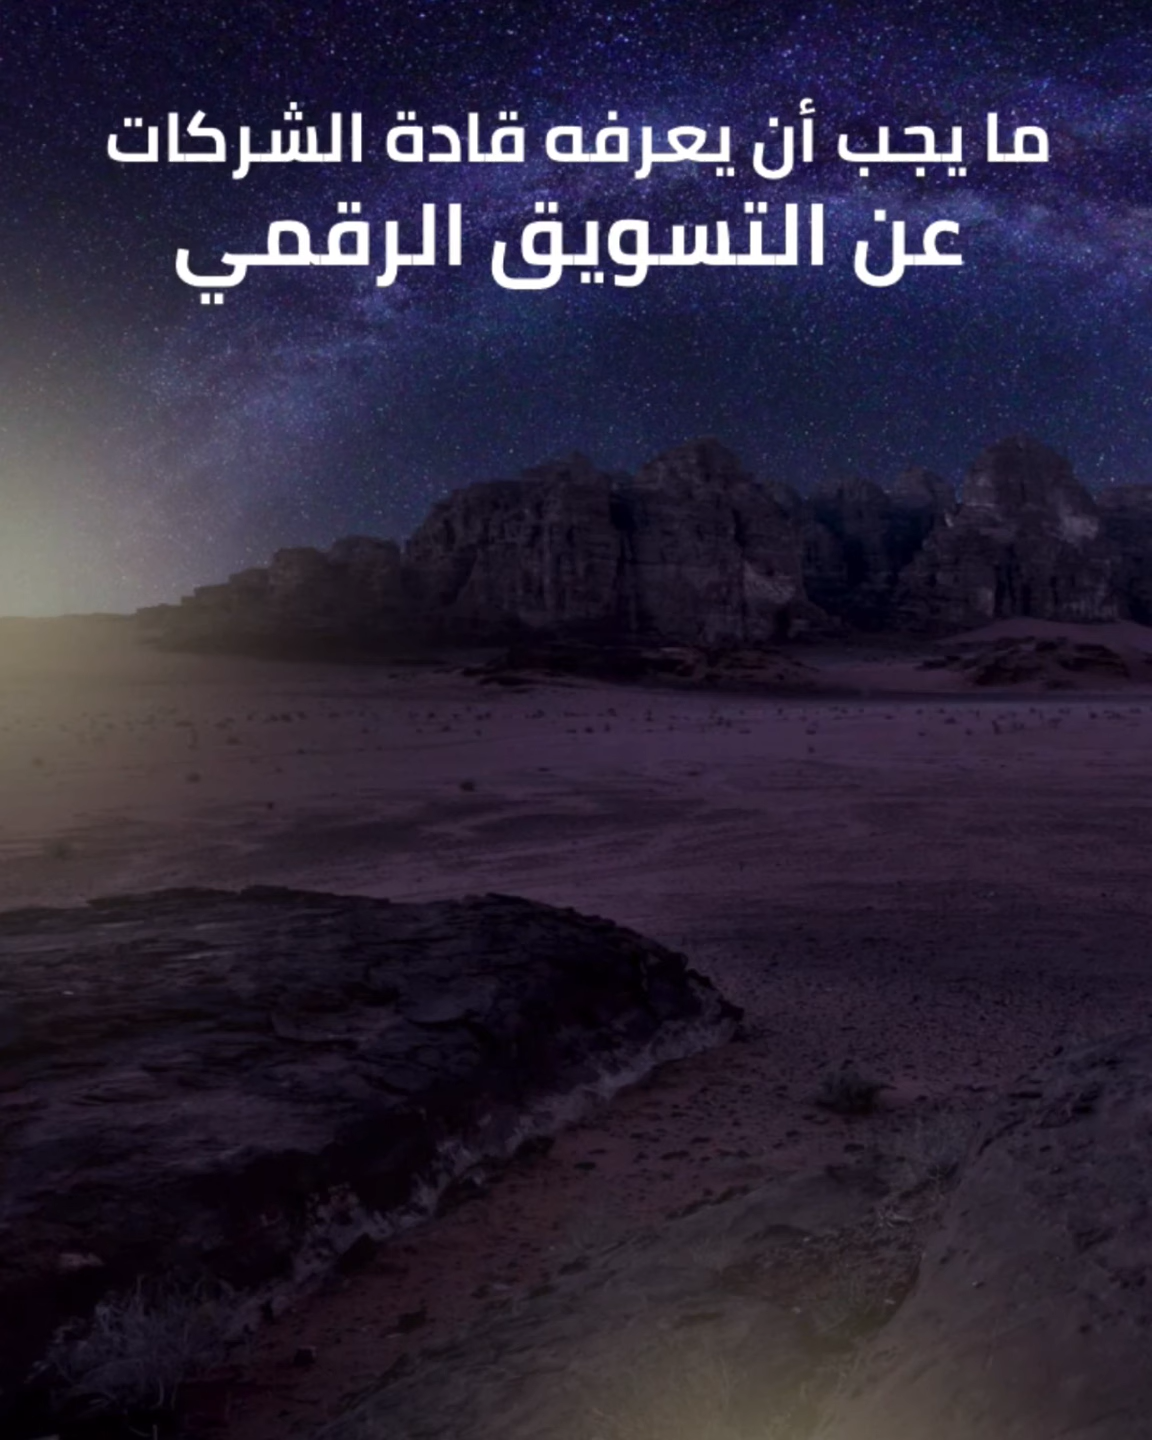 ما يجب أن يعرفه قادة الشركات
عن التسويق الرقمي